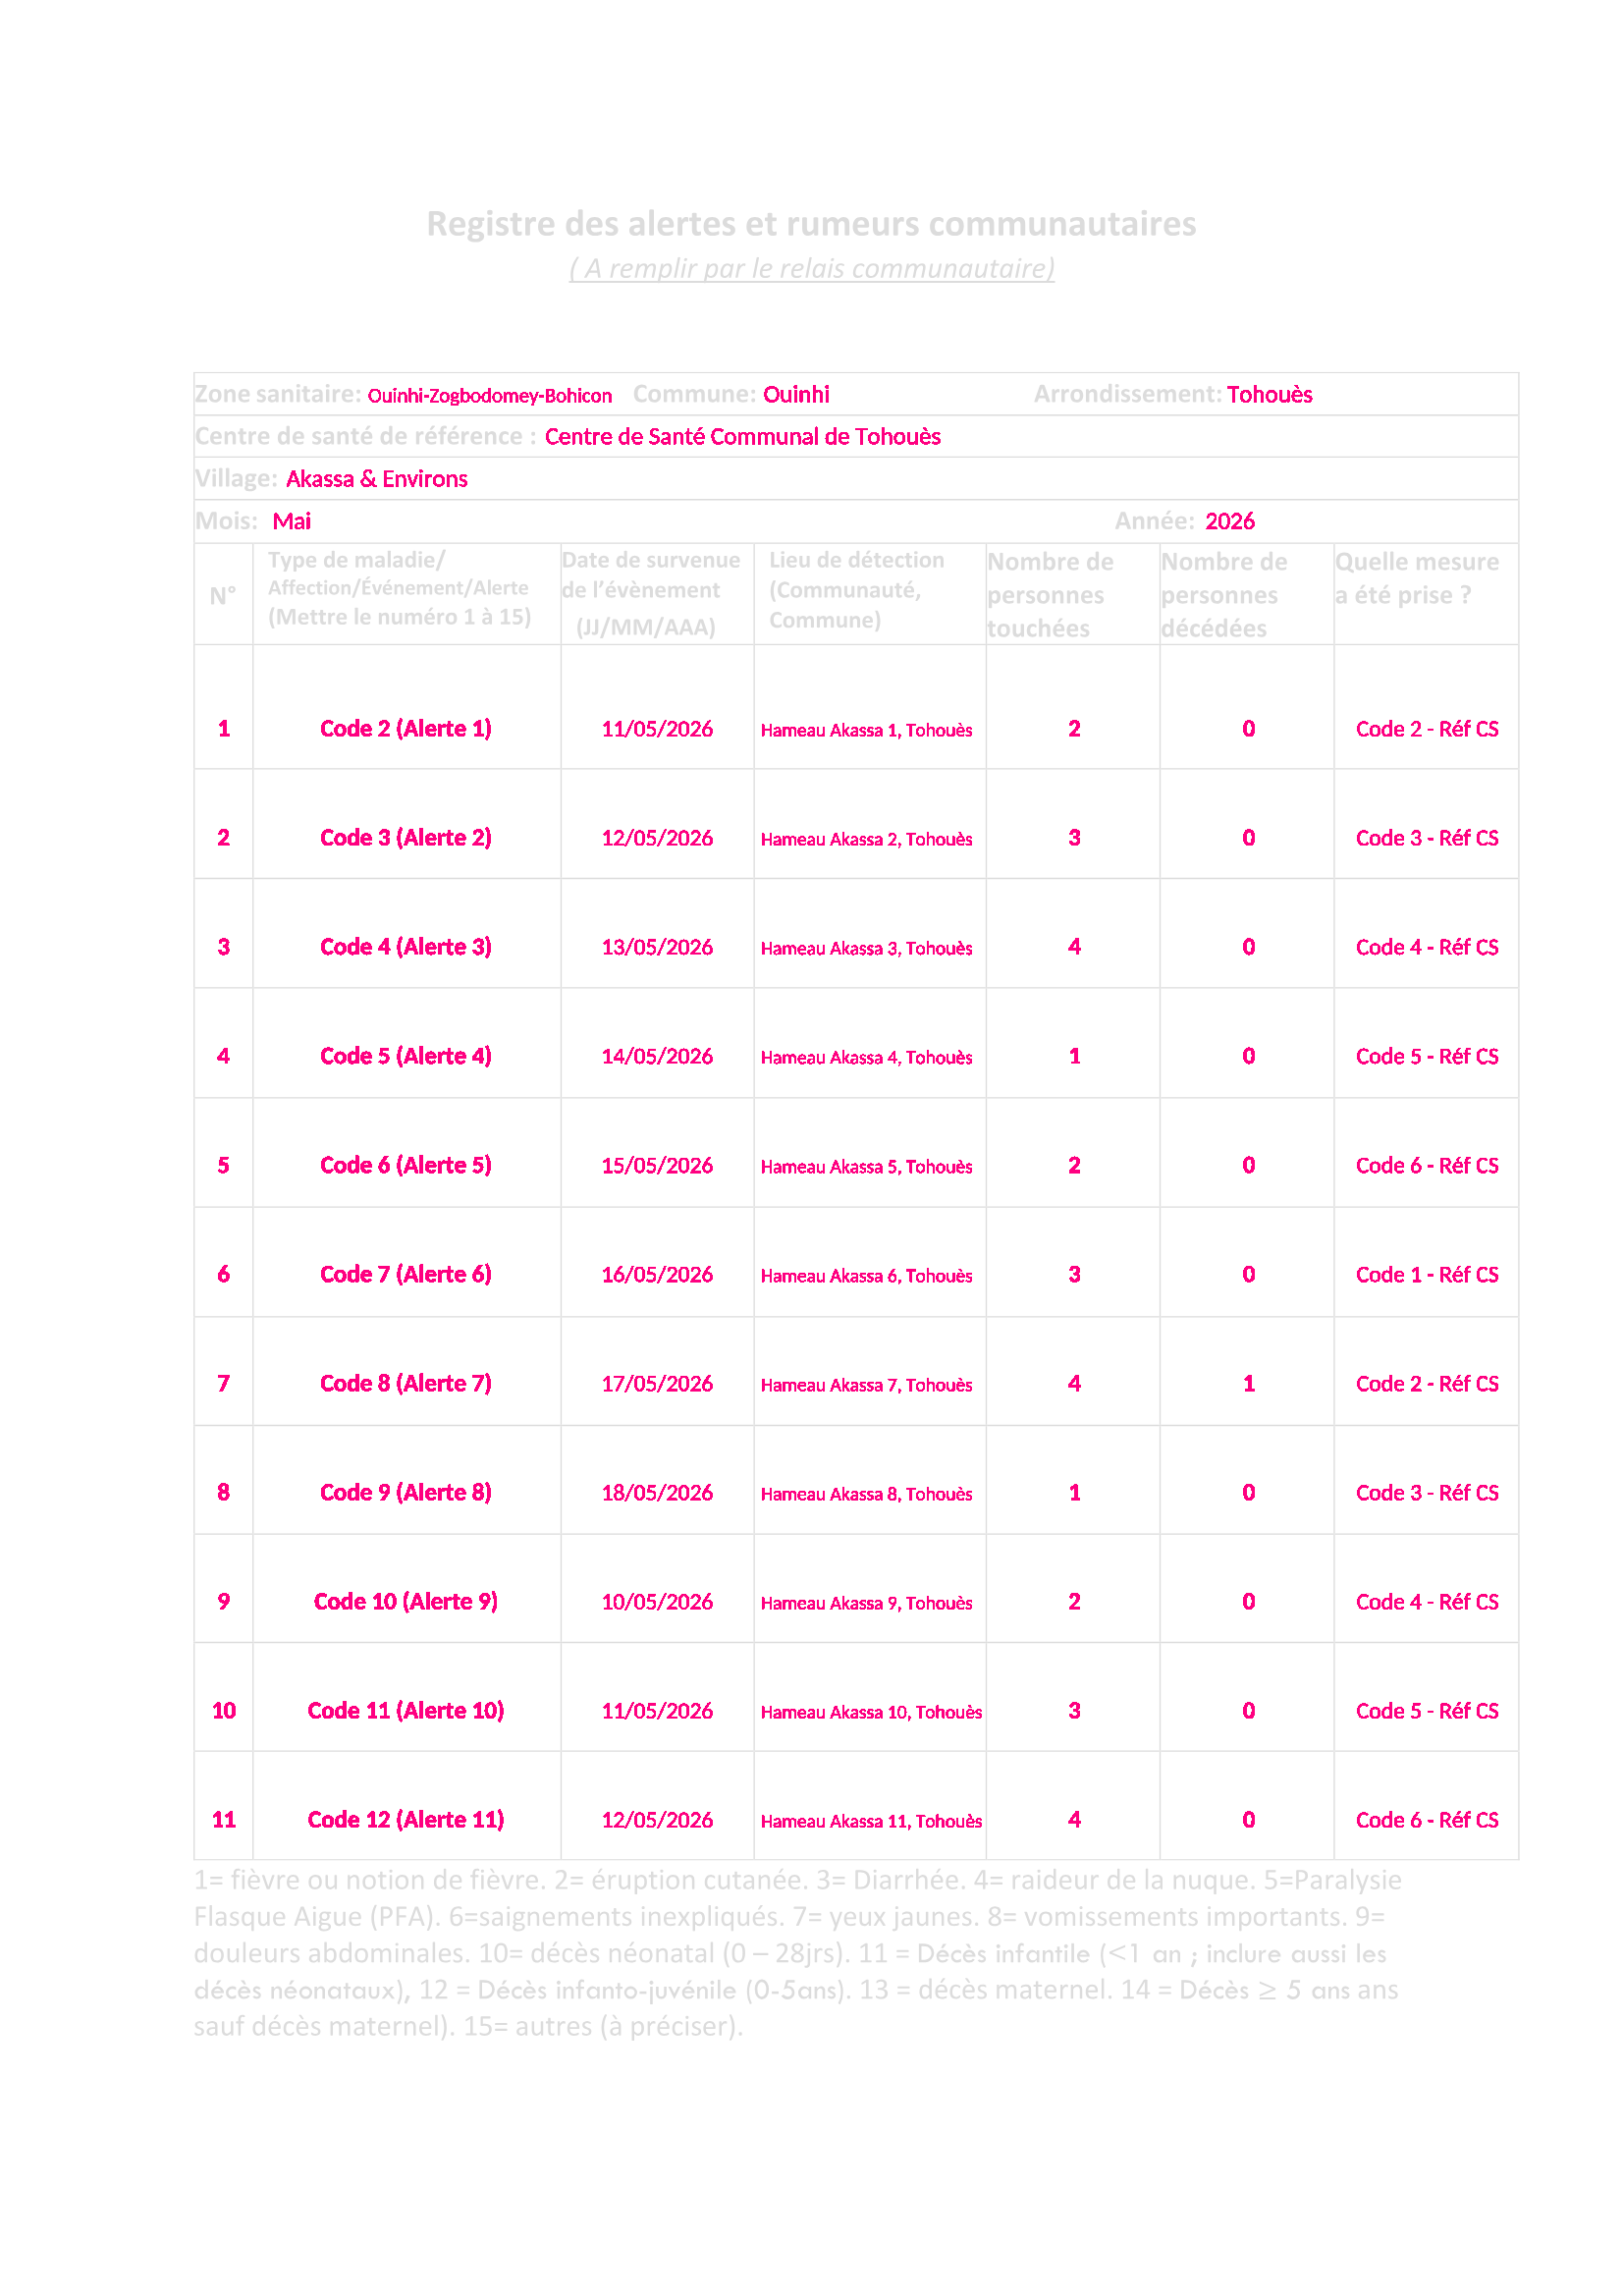 Registre des alertes et rumeurs communautaires
( A remplir par le relais communautaire)
Zone sanitaire: Ouinhi-Zogbodomey-Bohicon Commune: Ouinhi Arrondissement: Tohouès
Centre de santé de référence : Centre de Santé Communal de Tohouès
Village: Akassa & Environs
Mois: Mai Année: 2026
N° Type de maladie/ Affection/Événement/Alerte (Mettre le numéro 1 à 15) Date de survenue de l’évènement (JJ/MM/AAA) Lieu de détection (Communauté, Commune) Nombre de personnes touchées Nombre de personnes décédées Quelle mesure a été prise ?
1 Code 2 (Alerte 1) 11/05/2026 Hameau Akassa 1, Tohouès 2 0 Code 2 - Réf CS
2 Code 3 (Alerte 2) 12/05/2026 Hameau Akassa 2, Tohouès 3 0 Code 3 - Réf CS
3 Code 4 (Alerte 3) 13/05/2026 Hameau Akassa 3, Tohouès 4 0 Code 4 - Réf CS
4 Code 5 (Alerte 4) 14/05/2026 Hameau Akassa 4, Tohouès 1 0 Code 5 - Réf CS
5 Code 6 (Alerte 5) 15/05/2026 Hameau Akassa 5, Tohouès 2 0 Code 6 - Réf CS
6 Code 7 (Alerte 6) 16/05/2026 Hameau Akassa 6, Tohouès 3 0 Code 1 - Réf CS
7 Code 8 (Alerte 7) 17/05/2026 Hameau Akassa 7, Tohouès 4 1 Code 2 - Réf CS
8 Code 9 (Alerte 8) 18/05/2026 Hameau Akassa 8, Tohouès 1 0 Code 3 - Réf CS
9 Code 10 (Alerte 9) 10/05/2026 Hameau Akassa 9, Tohouès 2 0 Code 4 - Réf CS
10 Code 11 (Alerte 10) 11/05/2026 Hameau Akassa 10, Tohouès 3 0 Code 5 - Réf CS
11 Code 12 (Alerte 11) 12/05/2026 Hameau Akassa 11, Tohouès 4 0 Code 6 - Réf CS
1= fièvre ou notion de fièvre. 2= éruption cutanée. 3= Diarrhée. 4= raideur de la nuque. 5=Paralysie
Flasque Aigue (PFA). 6=saignements inexpliqués. 7= yeux jaunes. 8= vomissements importants. 9=
douleurs abdominales. 10= décès néonatal (0 – 28jrs). 11 = Décès infantile (<1 an ; inclure aussi les
décès néonataux), 12 = Décès infanto-juvénile (0-5ans). 13 = décès maternel. 14 = Décès ≥ 5 ans ans
sauf décès maternel). 15= autres (à préciser).